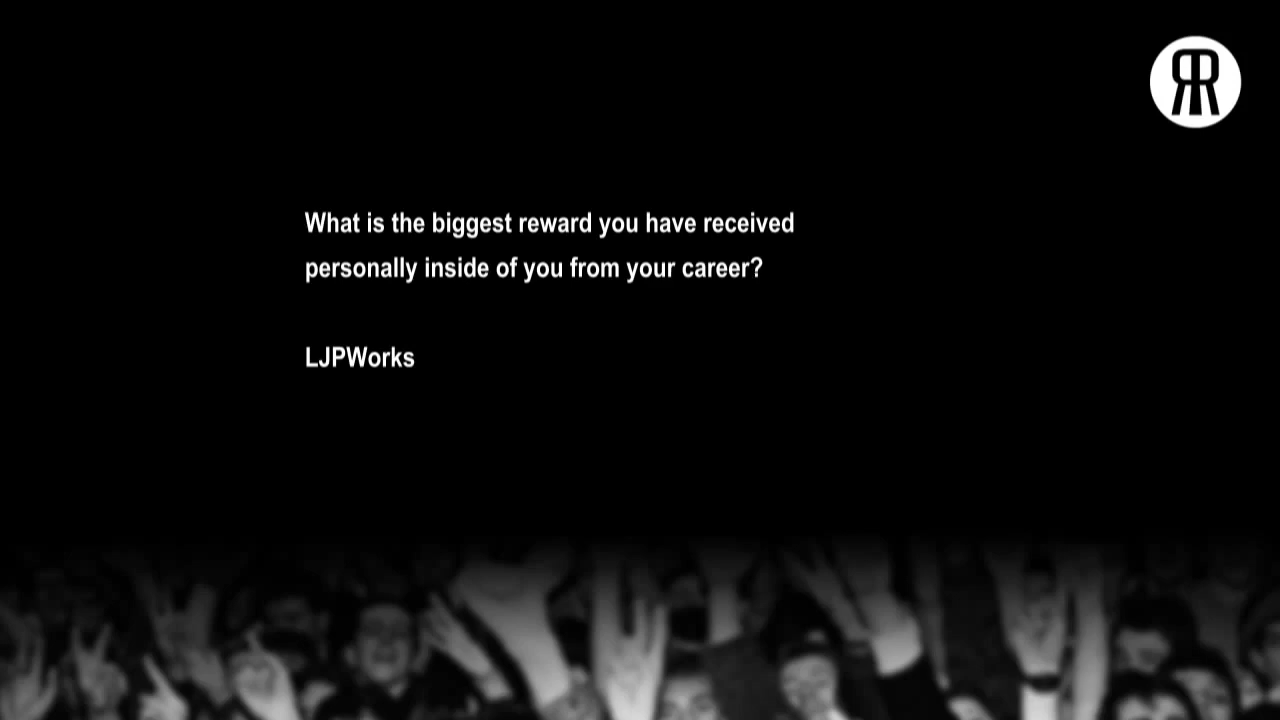 What is the biggest reward you have received
personally inside of you from your career?
LJPWorks